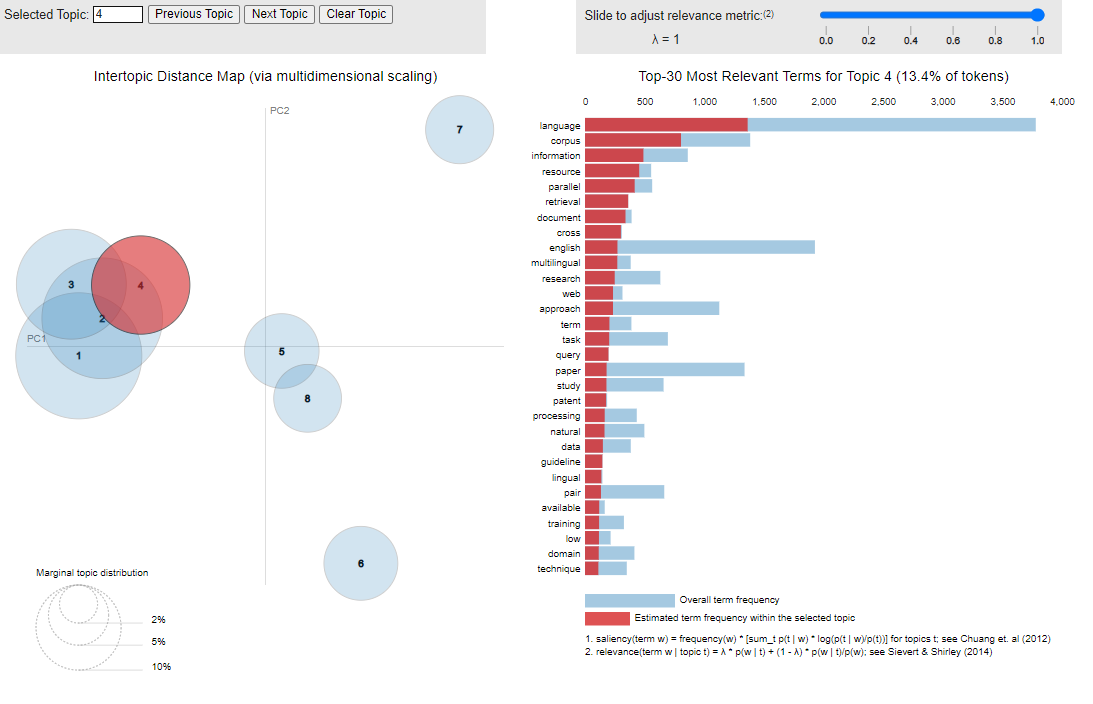 Selected Topic: 4 Previous Topic Next Topic Clear Topic
Slide to adjust relevance metric:(2)
λ = 1
0.0 0.2 0.4 0.6 0.8 1.0
Intertopic Distance Map (via multidimensional scaling)
PC2
7
3
4
2
PC1
1
5
8
6
Marginal topic distribution
2%
5%
10%
Top-30 Most Relevant Terms for Topic 4 (13.4% of tokens)
0 500 1,000 1,500 2,000 2,500 3,000 3,500 4,000
language
corpus
information
resource
parallel
retrieval
document
cross
english
multilingual
research
web
approach
term
task
query
paper
study
patent
processing
natural
data
guideline
lingual
pair
available
training
low
domain
technique
Overall term frequency
Estimated term frequency within the selected topic
1. saliency(term w) = frequency(w) * [sum_t p(t | w) * log(p(t | w)/p(t))] for topics t; see Chuang et. al (2012)
2. relevance(term w | topic t) = λ * p(w | t) + (1 - λ) * p(w | t)/p(w); see Sievert & Shirley (2014)